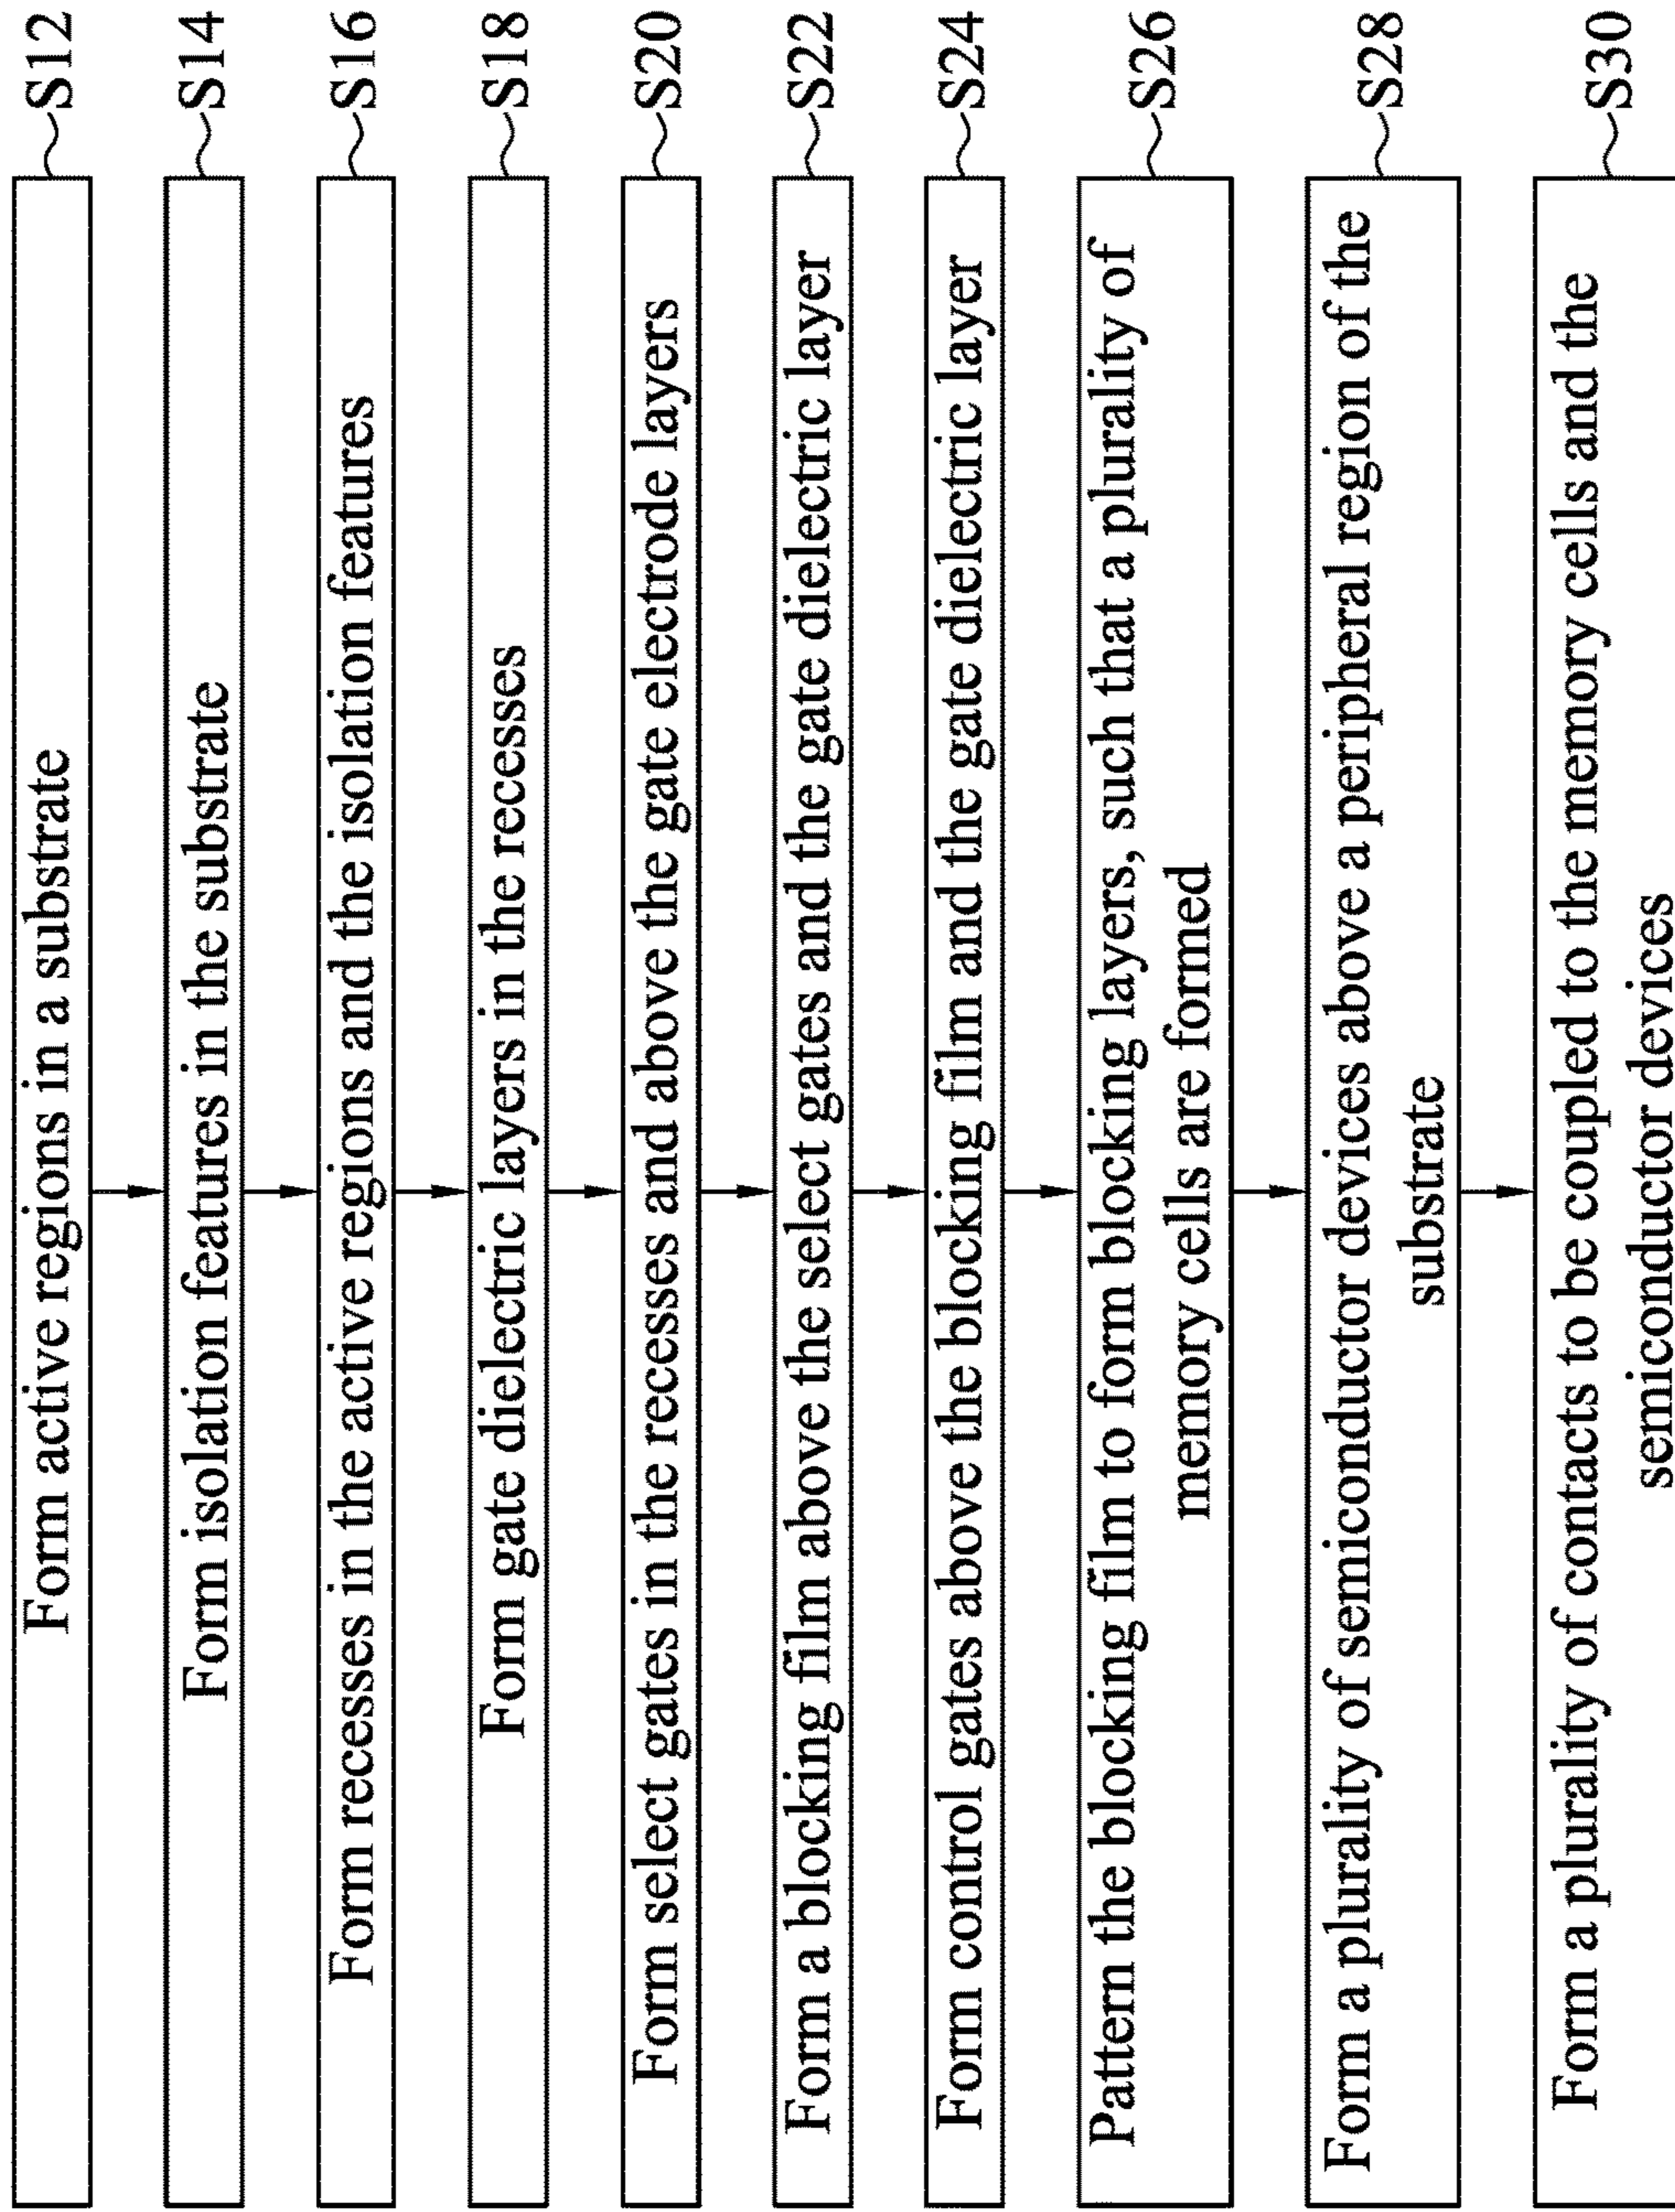 Form active regions in a substrate
S12
Form isolation features in the substrate
S14
Form recesses in the active regions and the isolation features
S16
Form gate dielectric layers in the recesses
S18
Form select gates in the recesses and above the gate electrode layers
S20
Form a blocking film above the select gates and the gate dielectric layer
S22
Form control gates above the blocking film and the gate dielectric layer
S24
Pattern the blocking film to form blocking layers, such that a plurality of
memory cells are formed
S26
Form a plurality of semiconductor devices above a peripheral region of the
substrate
S28
Form a plurality of contacts to be coupled to the memory cells and the
semiconductor devices
S30